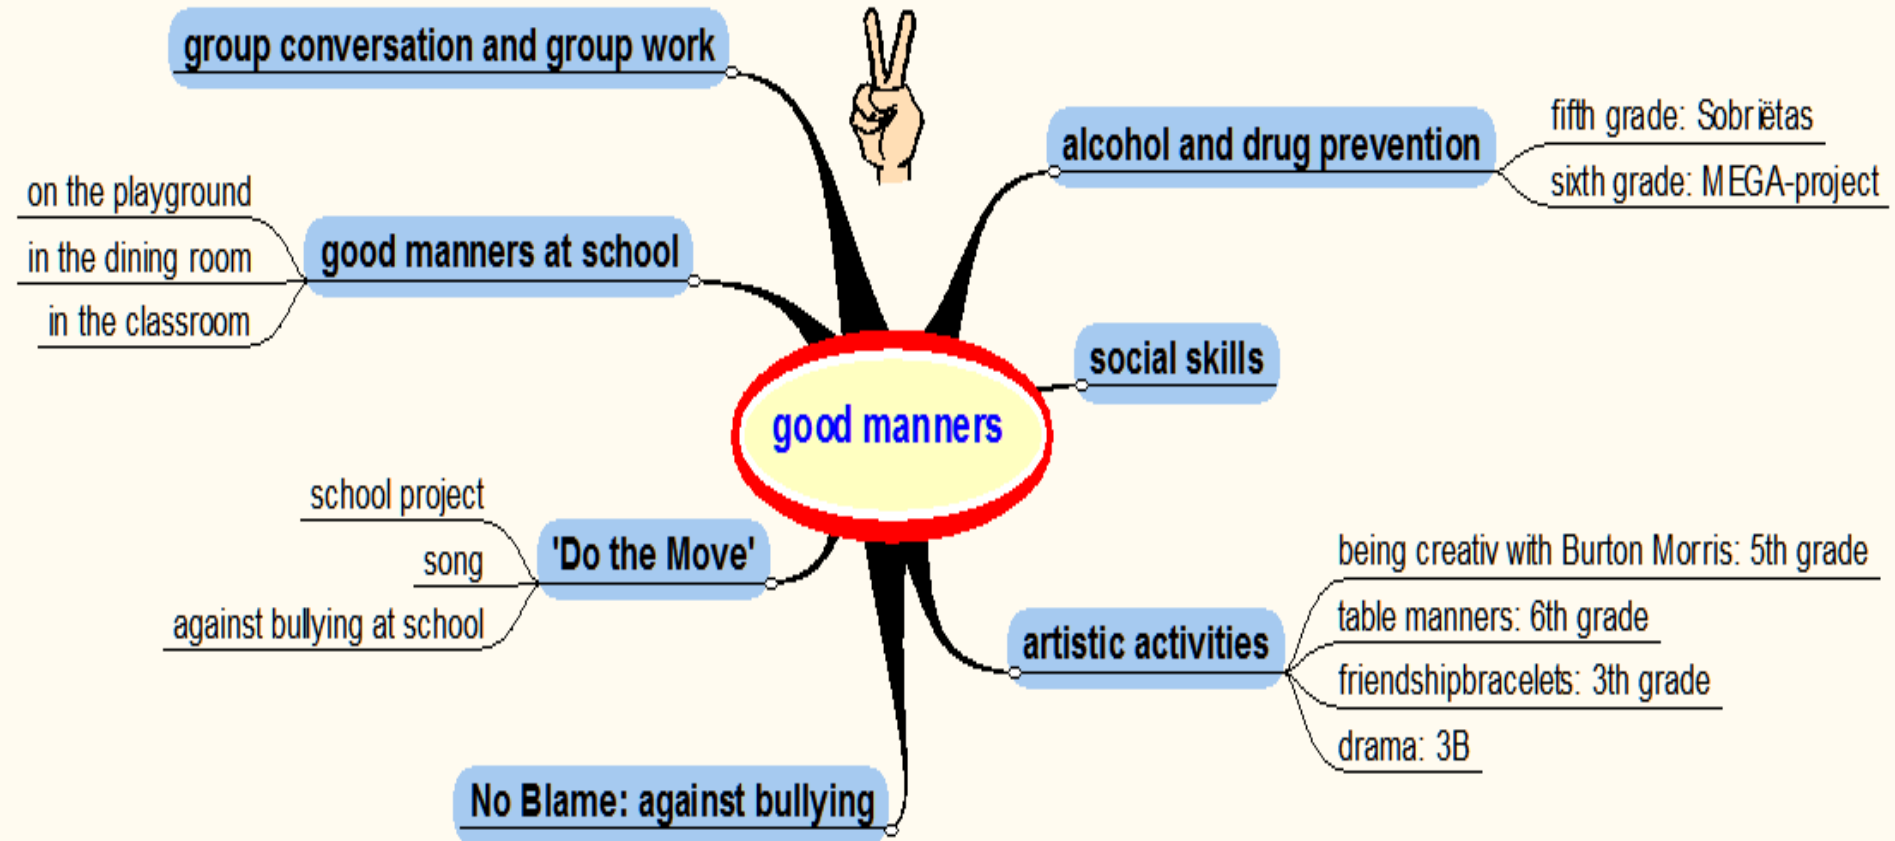 group conversation and group work
alcohol and drug prevention
fifth grade: Sobriëtas
sixth grade: MEGA-project
on the playground
in the dining room
in the classroom
good manners at school
social skills
good manners
school project
song
against bullying at school
'Do the Move'
artistic activities
being creativ with Burton Morris: 5th grade
table manners: 6th grade
friendshipbracelets: 3th grade
drama: 3B
No Blame: against bullying